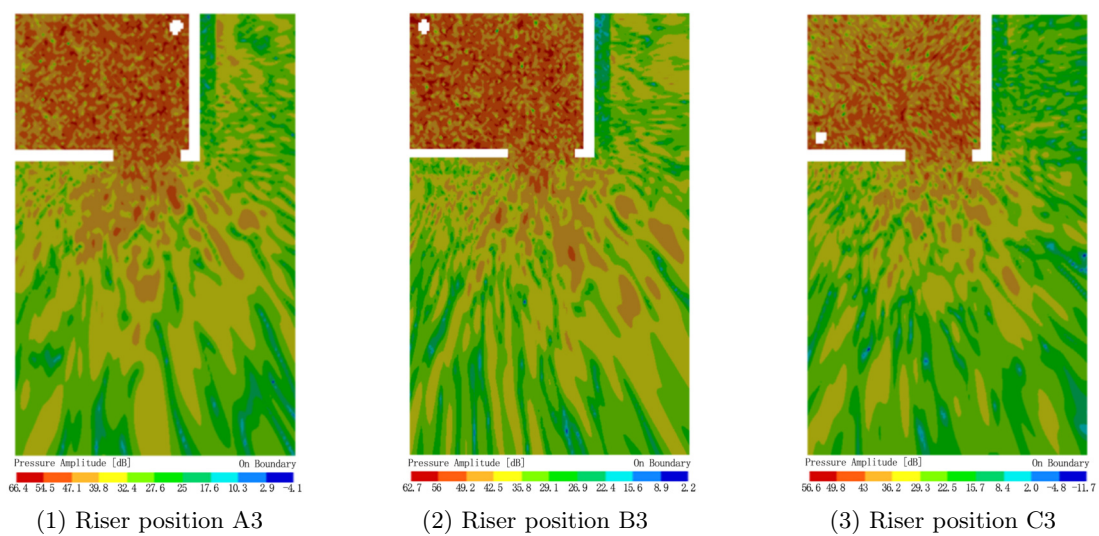 Pressure Amplitude [dB] On Boundary
66.4 54.5 47.1 39.8 32.4 27.6 25 17.6 10.3 2.9 -4.1
(1) Riser position A3
Pressure Amplitude [dB] On Boundary
62.7 56 49.2 42.5 35.8 29.1 26.9 22.4 15.6 8.9 2.2
(2) Riser position B3
Pressure Amplitude [dB] On Boundary
56.6 49.8 43 36.2 29.3 22.5 15.7 8.4 2.0 -4.8 -11.7
(3) Riser position C3